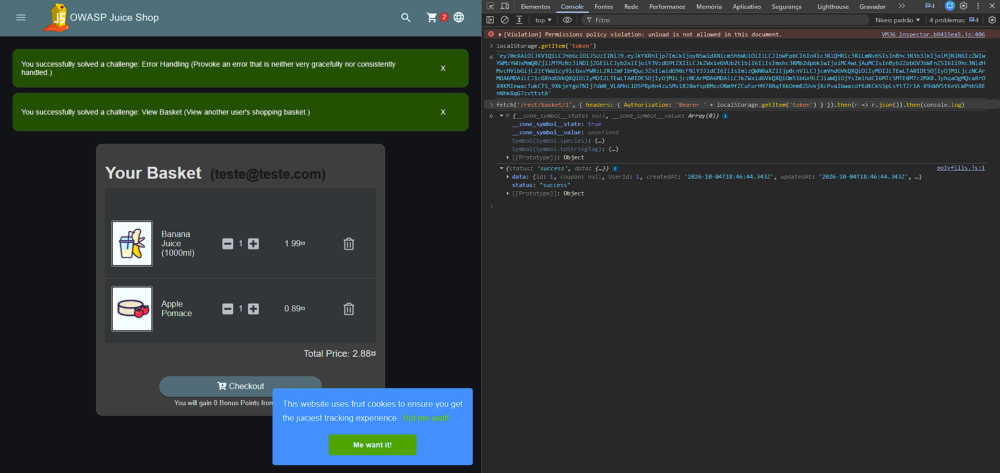 OWASP Juice Shop
2
You successfully solved a challenge: Error Handling (Provoke an error that is neither very gracefully nor consistently
handled.)
X
You successfully solved a challenge: View Basket (View another user's shopping basket.)
X
Your Basket (teste@teste.com)
Banana
Juice
(1000ml)
1
1.99¤
Apple
Pomace
1
0.89¤
Total Price: 2.88¤
Checkout
You will gain 0 Bonus Points from
This website uses fruit cookies to ensure you get
the juiciest tracking experience. But me wait!
Me want it!
Elementos Console Fontes Rede Performance Memória Aplicativo Segurança Lighthouse Gravador 4
top Filtro Níveis padrão 4 problemas: 4
[Violation] Permissions policy violation: unload is not allowed in this document. VM36 inspector.b9415ea5.js:406
localStorage.getItem('token')
fetch('/rest/basket/1', { headers: { Authorization: 'Bearer ' + localStorage.getItem('token') } }).then(r => r.json()).then(console.log)
M {__zone_symbol__state: null, __zone_symbol__value: Array(0)}
__zone_symbol__state: true
__zone_symbol__value: undefined
Symbol(Symbol.species): (…)
Symbol(Symbol.toStringTag): (…)
[[Prototype]]: Object
{status: 'success', data: {…}} polyfills.js:1
data: {id: 1, coupon: null, UserId: 1, createdAt: '2026-10-04T18:46:44.343Z', updatedAt: '2026-10-04T18:46:44.343Z', …}
status: "success"
[[Prototype]]: Object